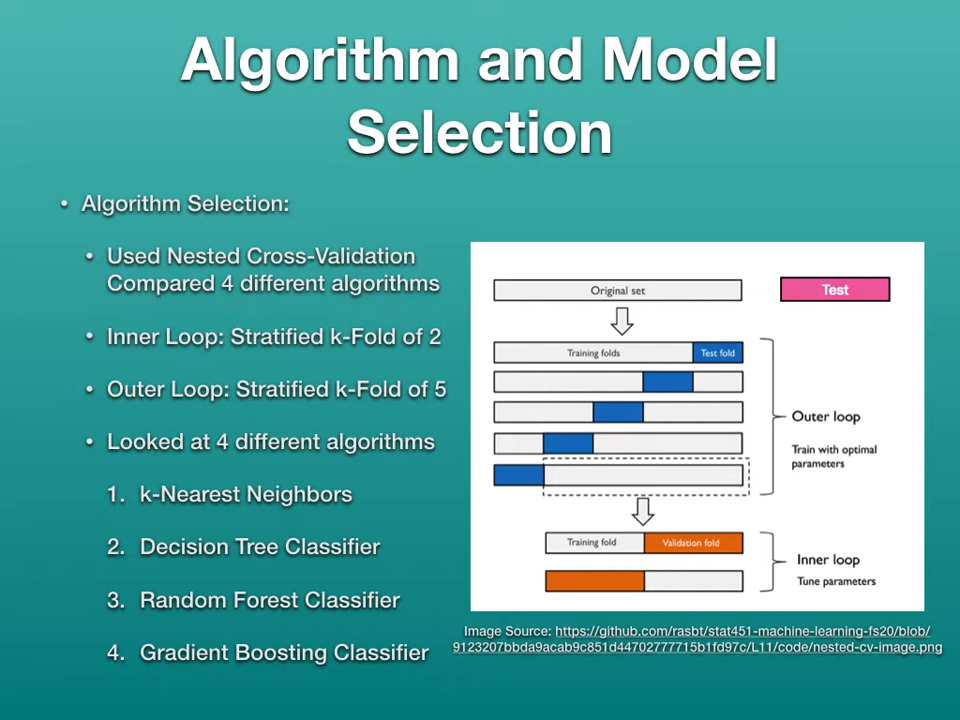 Algorithm and Model
Selection
• Algorithm Selection:
• Used Nested Cross-Validation
Compared 4 different algorithms
• Inner Loop: Stratified k-Fold of 2
• Outer Loop: Stratified k-Fold of 5
• Looked at 4 different algorithms
1. k-Nearest Neighbors
2. Decision Tree Classifier
3. Random Forest Classifier
4. Gradient Boosting Classifier
Original set
Test
Training folds
Test fold
Outer loop
Train with optimal
parameters
Training fold
Validation fold
Inner loop
Tune parameters
Image Source: https://github.com/rasbt/stat451-machine-learning-fs20/blob/
9123207bbda9acab9c851d44702777715b1fd97c/L11/code/nested-cv-image.png